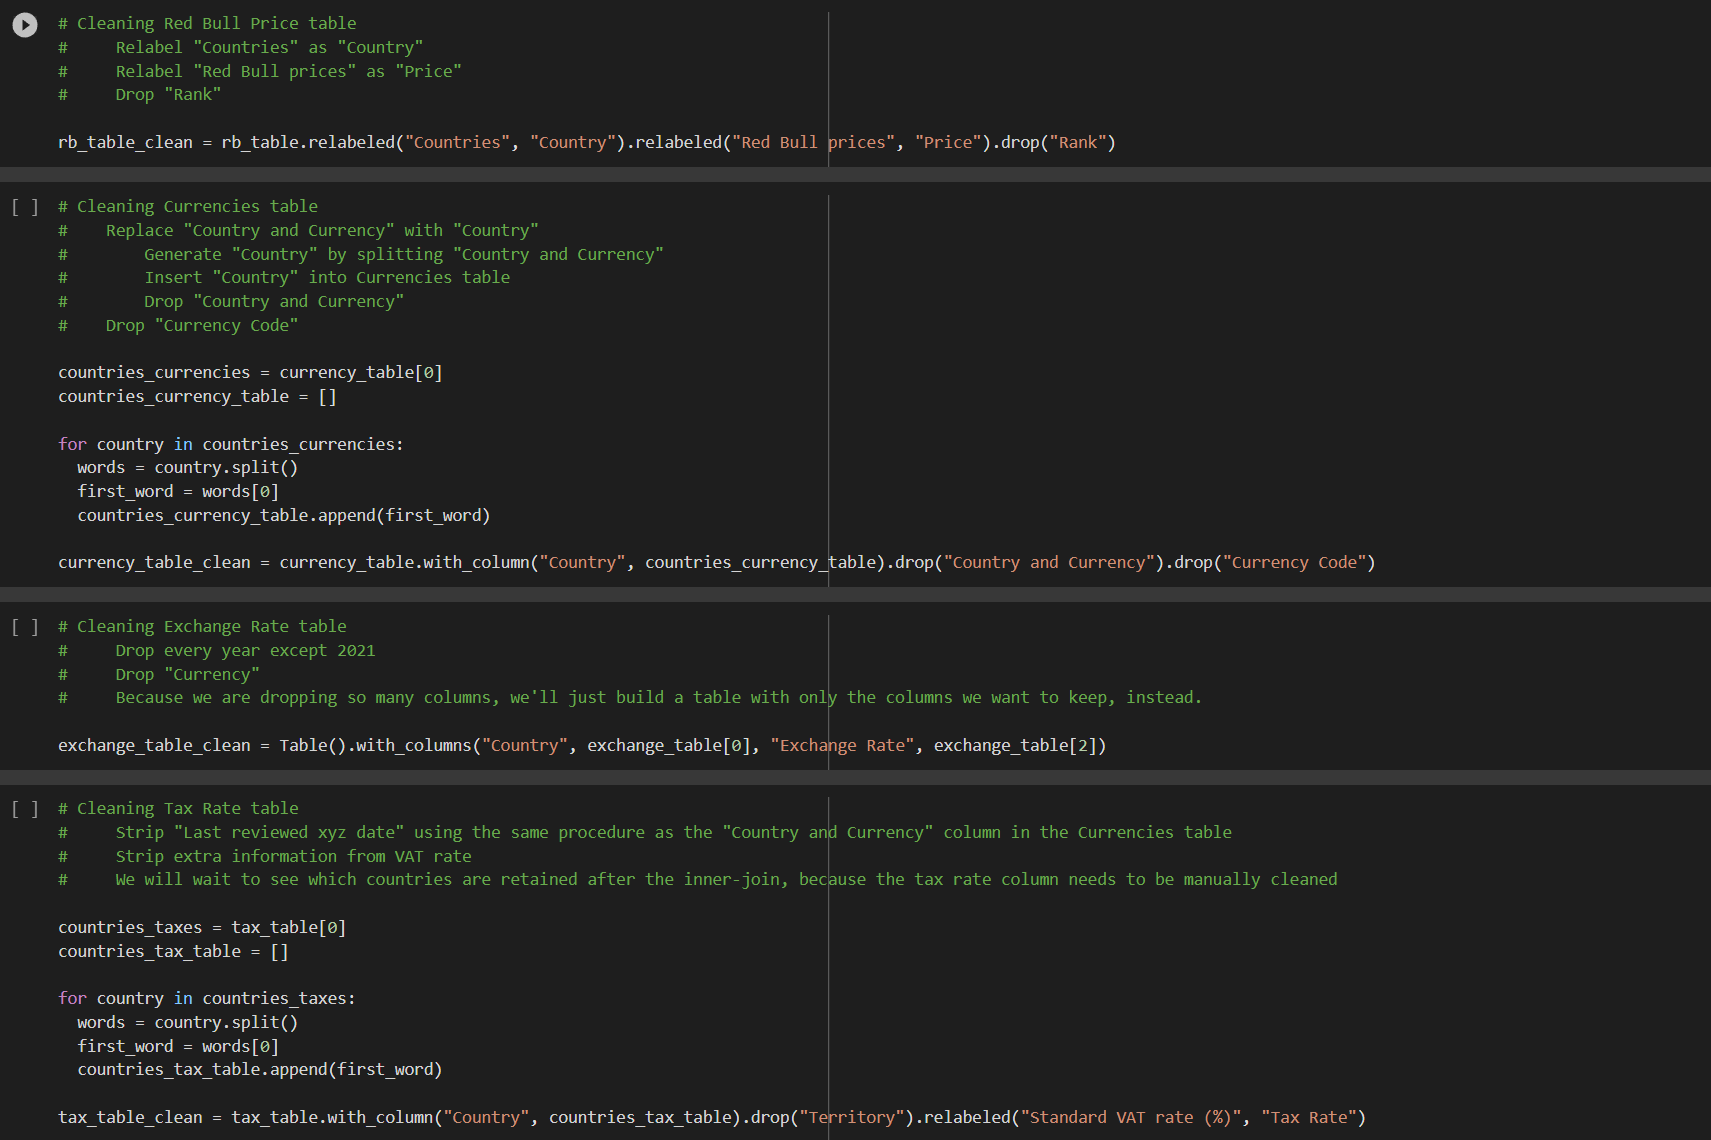 # Cleaning Red Bull Price table
#     Relabel "Countries" as "Country"
#     Relabel "Red Bull prices" as "Price"
#     Drop "Rank"
rb_table_clean = rb_table.relabeled("Countries", "Country").relabeled("Red Bull prices", "Price").drop("Rank")
[ ] # Cleaning Currencies table
#    Replace "Country and Currency" with "Country"
#        Generate "Country" by splitting "Country and Currency"
#        Insert "Country" into Currencies table
#        Drop "Country and Currency"
#    Drop "Currency Code"
countries_currencies = currency_table[0]
countries_currency_table = []
for country in countries_currencies:
  words = country.split()
  first_word = words[0]
  countries_currency_table.append(first_word)
currency_table_clean = currency_table.with_column("Country", countries_currency_table).drop("Country and Currency").drop("Currency Code")
[ ] # Cleaning Exchange Rate table
#     Drop every year except 2021
#     Drop "Currency"
#     Because we are dropping so many columns, we'll just build a table with only the columns we want to keep, instead.
exchange_table_clean = Table().with_columns("Country", exchange_table[0], "Exchange Rate", exchange_table[2])
[ ] # Cleaning Tax Rate table
#     Strip "Last reviewed xyz date" using the same procedure as the "Country and Currency" column in the Currencies table
#     Strip extra information from VAT rate
#     We will wait to see which countries are retained after the inner-join, because the tax rate column needs to be manually cleaned
countries_taxes = tax_table[0]
countries_tax_table = []
for country in countries_taxes:
  words = country.split()
  first_word = words[0]
  countries_tax_table.append(first_word)
tax_table_clean = tax_table.with_column("Country", countries_tax_table).drop("Territory").relabeled("Standard VAT rate (%)", "Tax Rate")